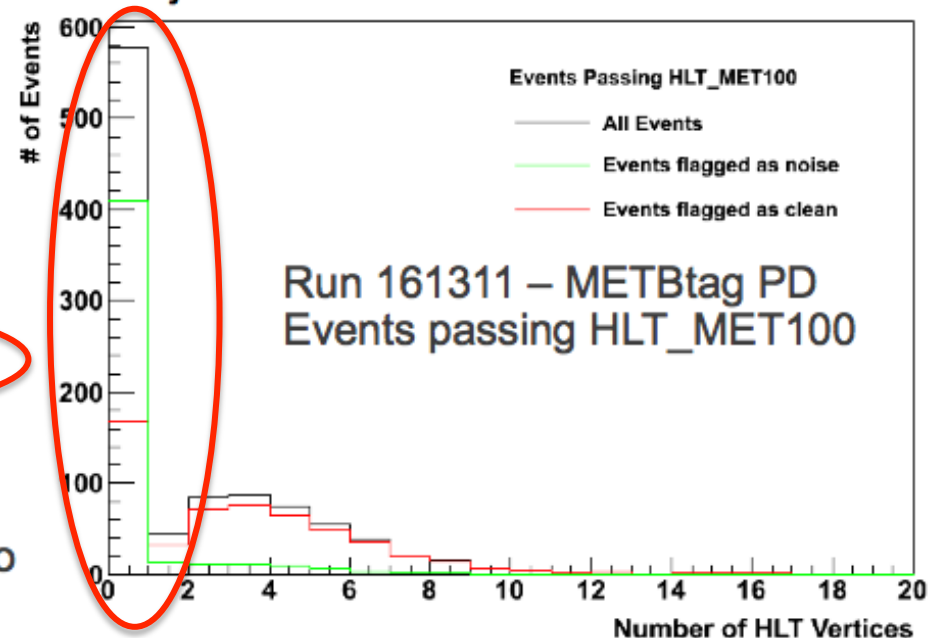 # of Events
600
500
400
300
200
100
0
Events Passing HLT_MET100
All Events
Events flagged as noise
Events flagged as clean
Run 161311 – METBtag PD
Events passing HLT_MET100
0 2 4 6 8 10 12 14 16 18 20
Number of HLT Vertices